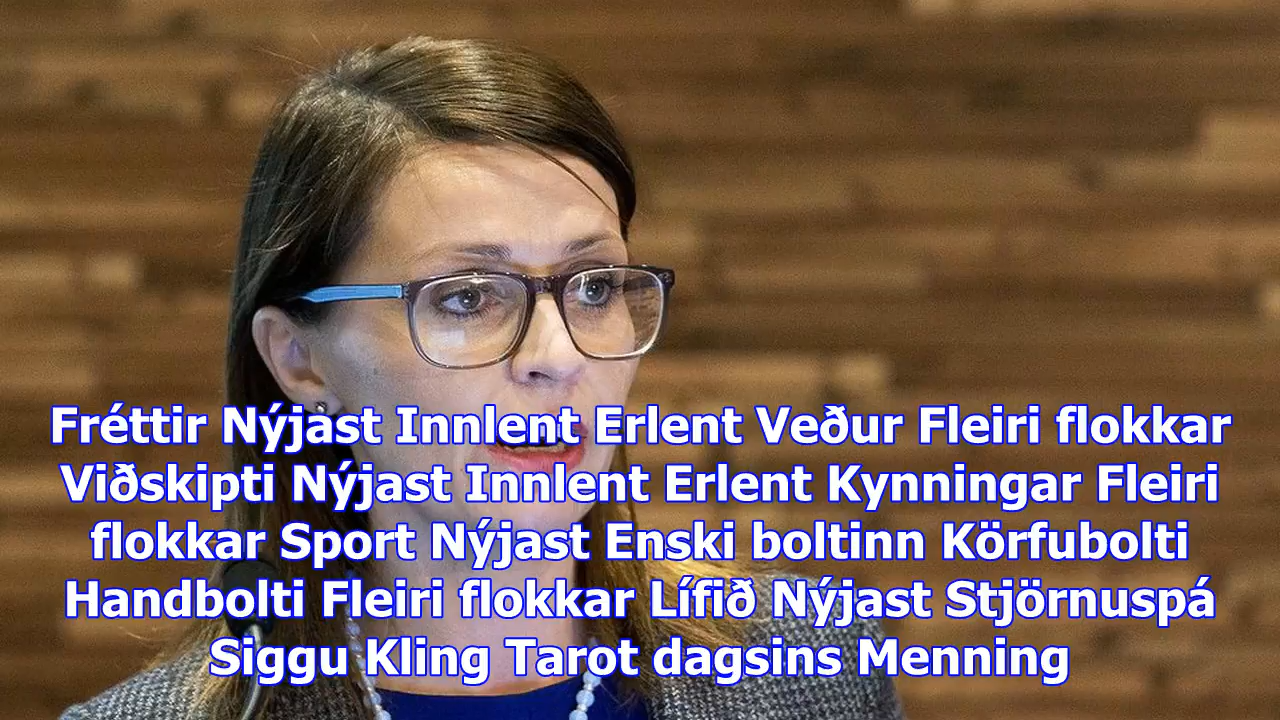 Fréttir Nýjast Innlent Erlent Veður Fleiri flokkar
Viðskipti Nýjast Innlent Erlent Kynningar Fleiri
flokkar Sport Nýjast Enski boltinn Körfubolti
Handbolti Fleiri flokkar Lífið Nýjast Stjörnuspá
Siggu Kling Tarot dagsins Menning